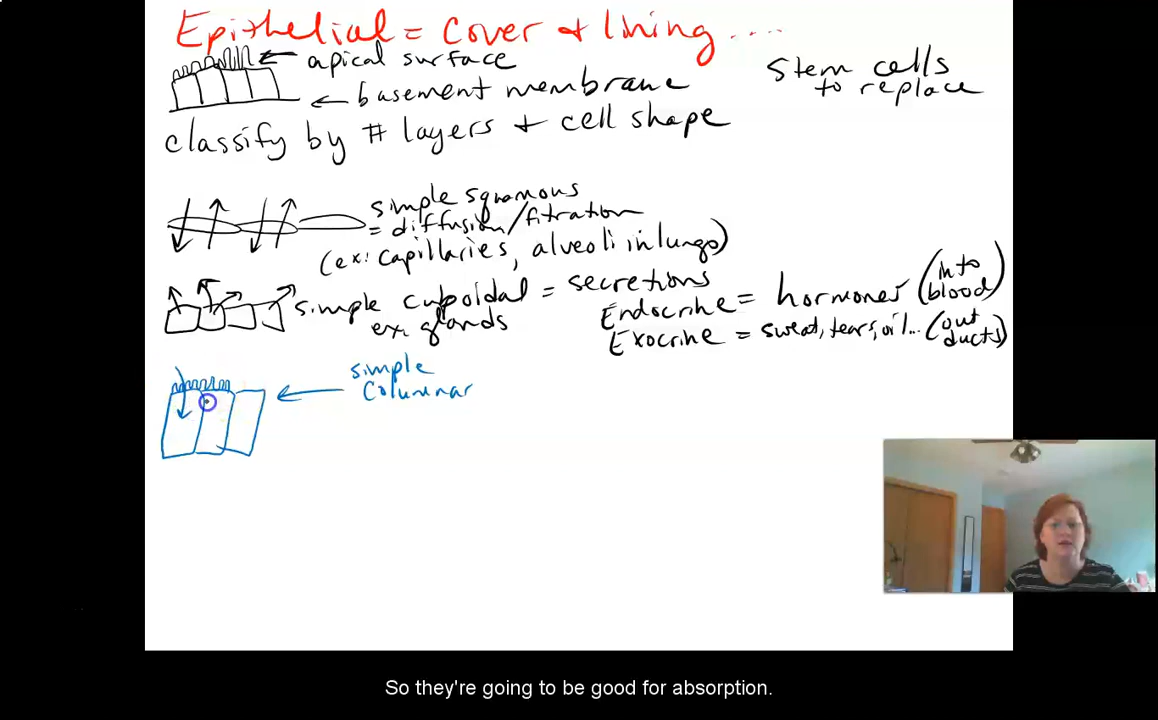 Epithelial = Cover & lining ....
← apical surface
← basement membrane
Stem cells
to replace
classify by # layers + cell shape
simple squamous
= diffusion/fitration
(ex: capillaries, alveoli in lungs)
simple cuboidal = secretions
ex: glands
Endocrine = hormones (into blood)
Exocrine = sweat, tears, oil... (out ducts)
simple
Columnar
So they're going to be good for absorption.